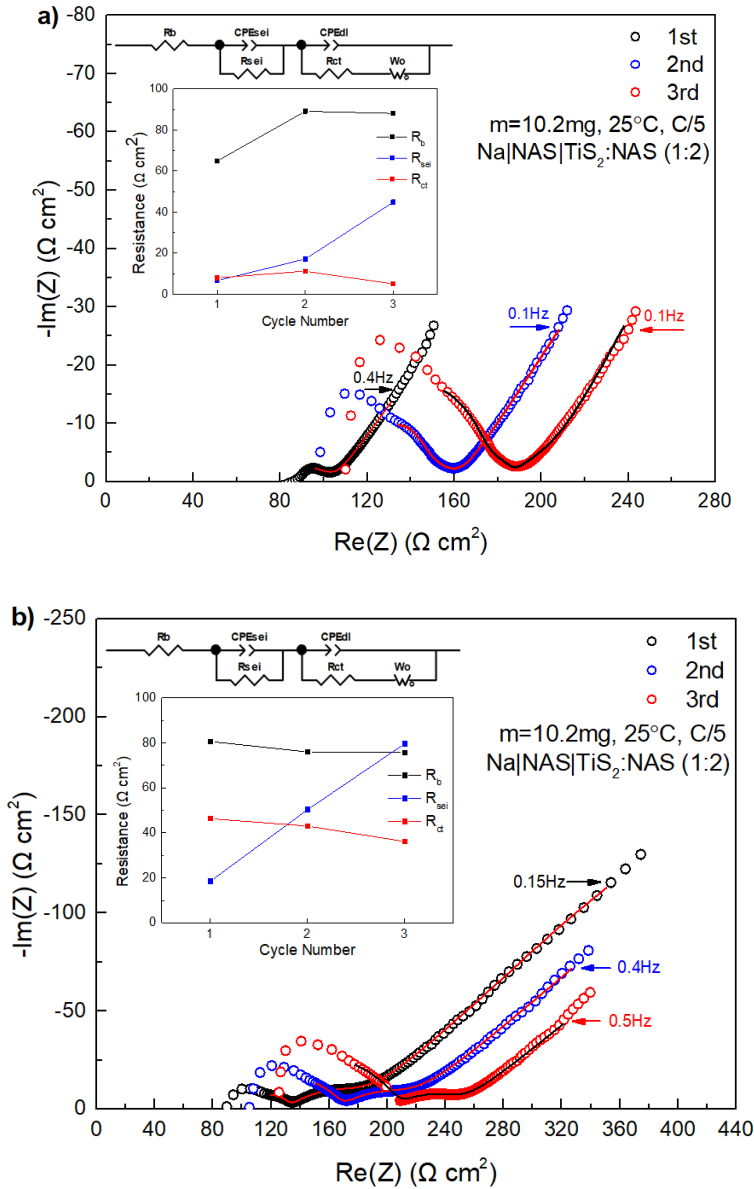 a)
-80
-70
-60
-50
-40
-30
-20
-10
0
-Im(Z) (Ω cm²)
Rb CPEsei CPEdl
Rsei Rct Wo
1st
2nd
3rd
m=10.2mg, 25°C, C/5
Na|NAS|TiS₂:NAS (1:2)
100
80
60
40
20
0
Resistance (Ω cm²)
R_b
R_sei
R_ct
1 2 3
Cycle Number
0.4Hz
0.1Hz
0.1Hz
0 40 80 120 160 200 240 280
Re(Z) (Ω cm²)
b)
-250
-200
-150
-100
-50
0
-Im(Z) (Ω cm²)
Rb CPEsei CPEdl
Rsei Rct Wo
1st
2nd
3rd
m=10.2mg, 25°C, C/5
Na|NAS|TiS₂:NAS (1:2)
100
80
60
40
20
0
Resistance (Ω cm²)
R_b
R_sei
R_ct
1 2 3
Cycle Number
0.15Hz
0.4Hz
0.5Hz
0 40 80 120 160 200 240 280 320 360 400 440
Re(Z) (Ω cm²)